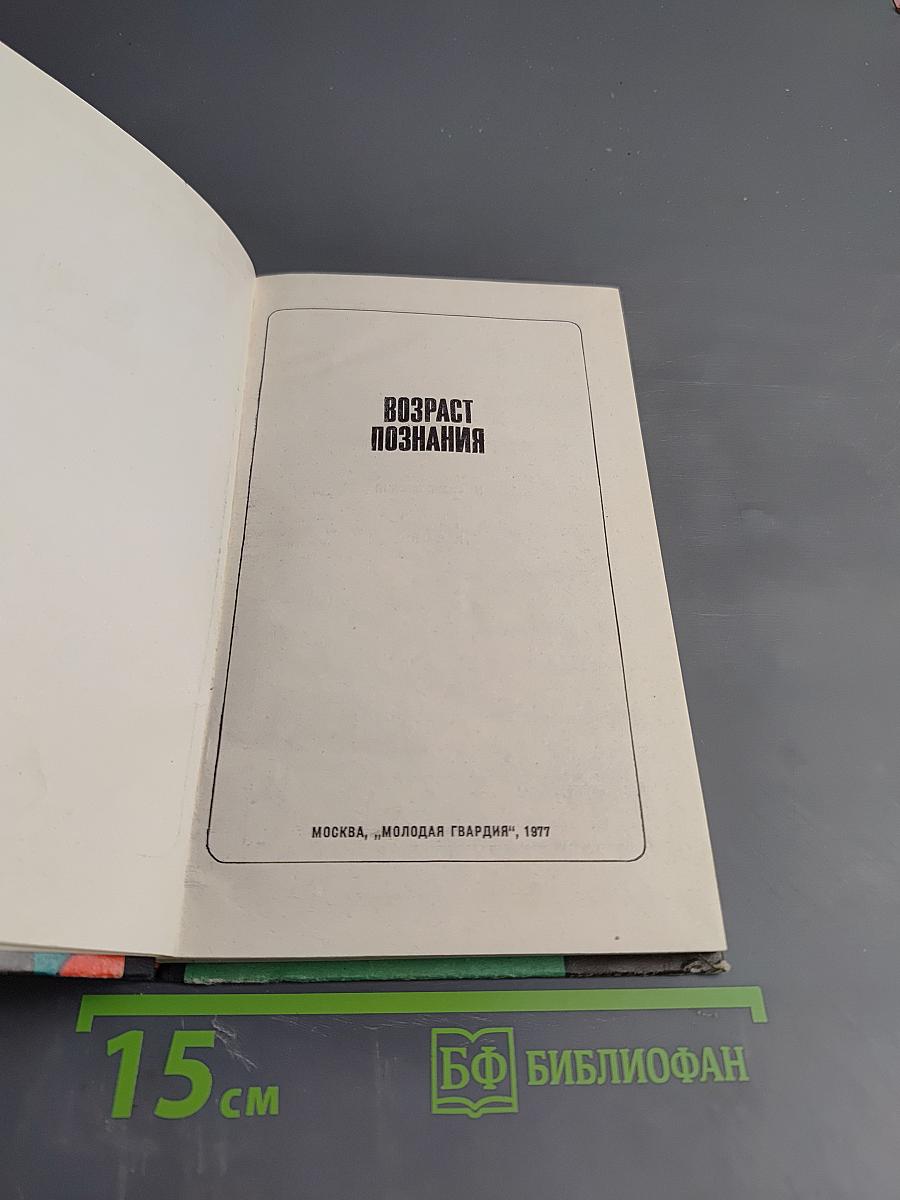 ВОЗРАСТ
ПОЗНАНИЯ
МОСКВА, „МОЛОДАЯ ГВАРДИЯ“, 1977
15 см
БФ БИБЛИОФАН